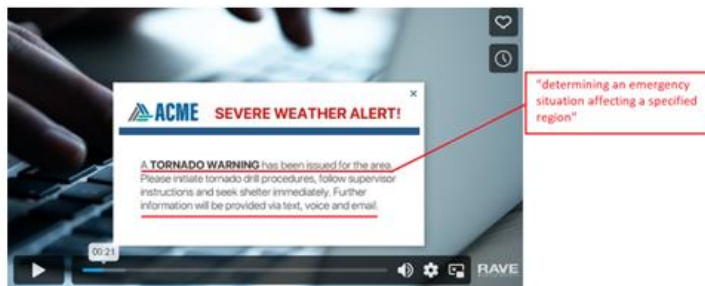 ACME SEVERE WEATHER ALERT!
"determining an emergency
situation affecting a specified
region"
A TORNADO WARNING has been issued for the area.
Please initiate tornado drill procedures, follow supervisor
instructions and seek shelter immediately. Further
information will be provided via text, voice and email.
00:21
RAVE